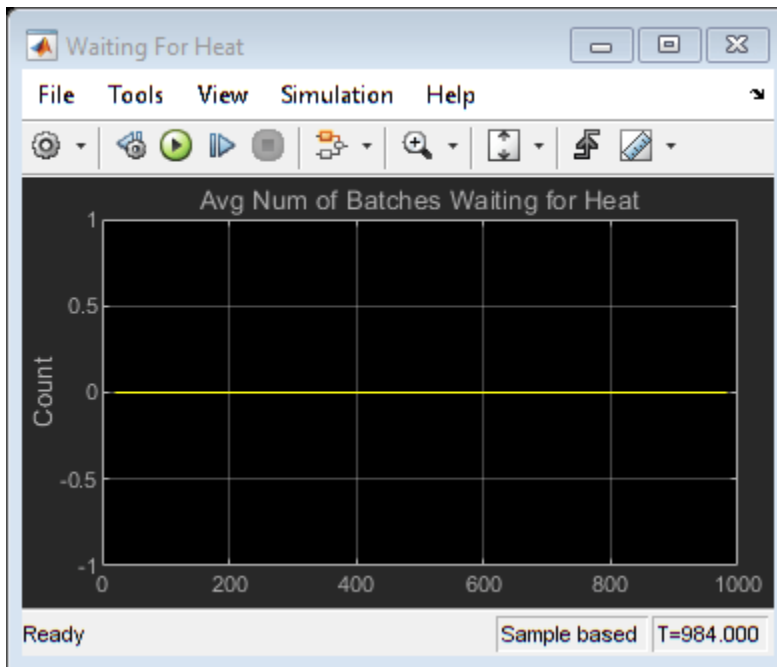 Waiting For Heat
File Tools View Simulation Help
Avg Num of Batches Waiting for Heat
1
0.5
0
-0.5
-1
Count
0 200 400 600 800 1000
Ready Sample based T=984.000